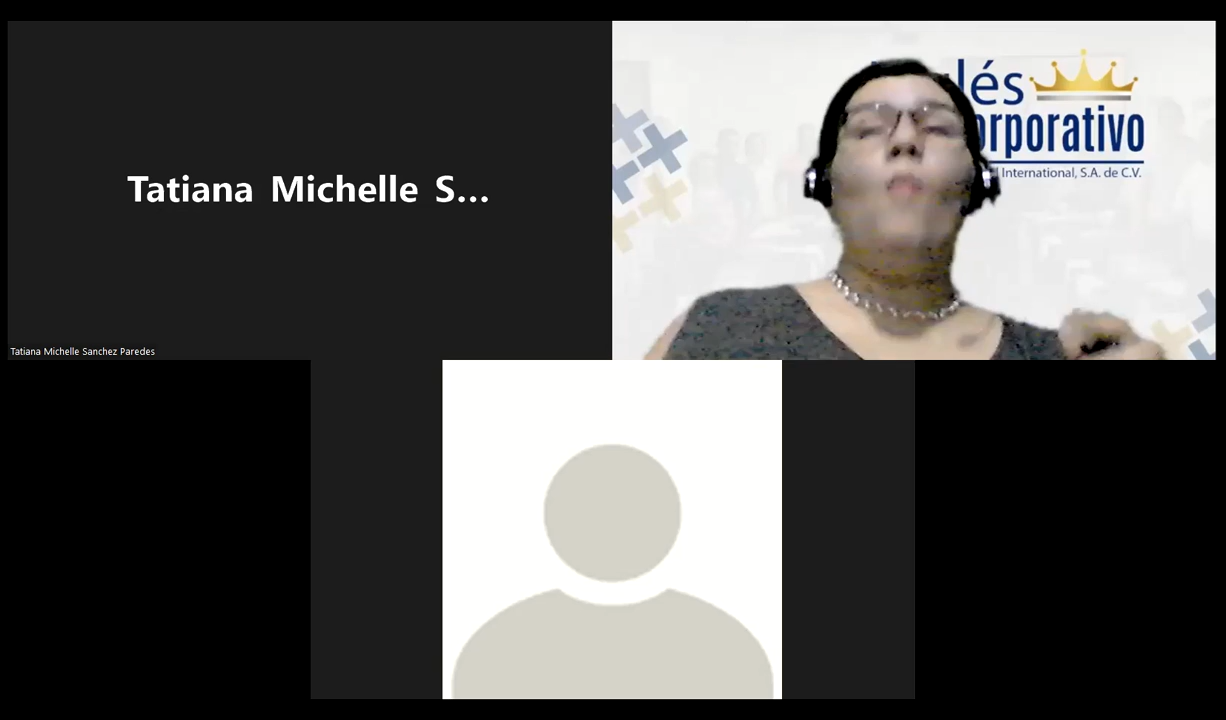 Tatiana Michelle S...
Tatiana Michelle Sanchez Paredes
lés
orporativo
l International, S.A. de C.V.